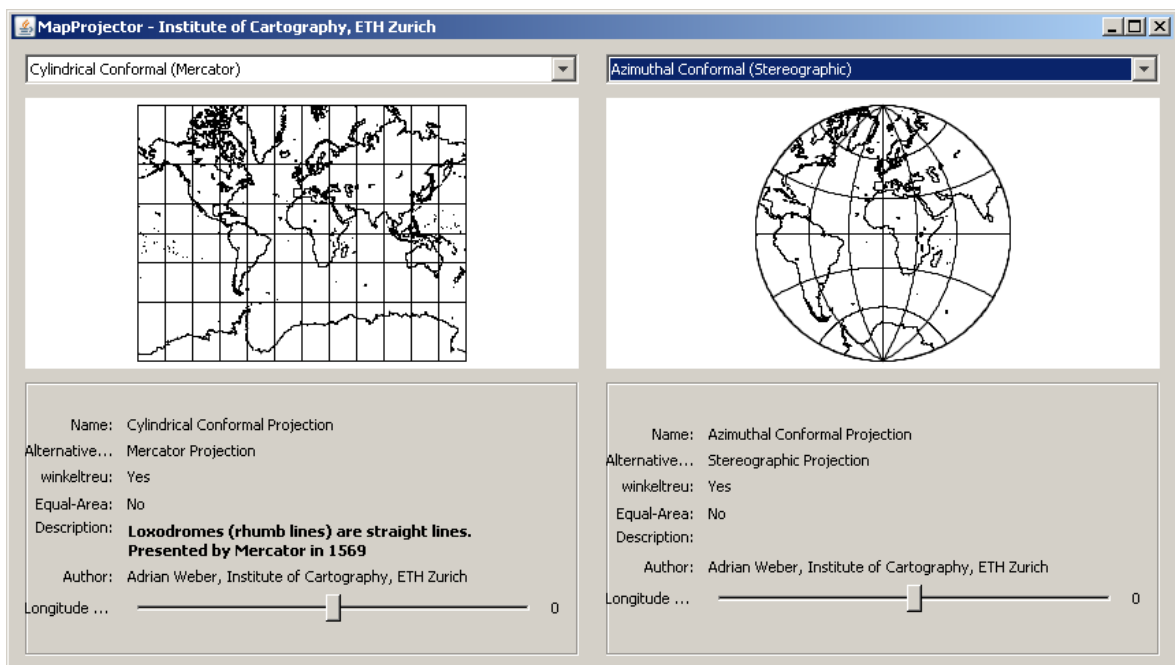 MapProjector - Institute of Cartography, ETH Zurich
Cylindrical Conformal (Mercator)
Azimuthal Conformal (Stereographic)
Name: Cylindrical Conformal Projection
Alternative... Mercator Projection
winkeltreu: Yes
Equal-Area: No
Description: Loxodromes (rhumb lines) are straight lines.
Presented by Mercator in 1569
Author: Adrian Weber, Institute of Cartography, ETH Zurich
Longitude ... 0
Name: Azimuthal Conformal Projection
Alternative... Stereographic Projection
winkeltreu: Yes
Equal-Area: No
Description:
Author: Adrian Weber, Institute of Cartography, ETH Zurich
Longitude ... 0